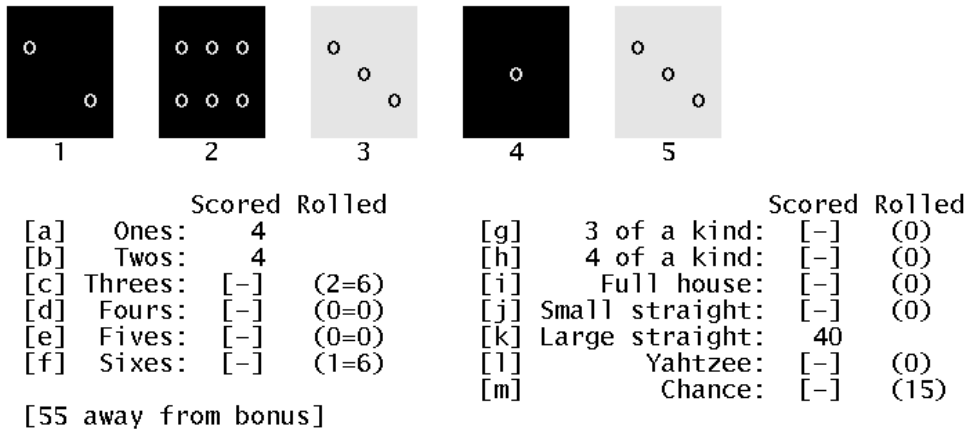 1 2 3 4 5
Scored Rolled Scored Rolled
[a] Ones: 4 [g] 3 of a kind: [-] (0)
[b] Twos: 4 [h] 4 of a kind: [-] (0)
[c] Threes: [-] (2=6) [i] Full house: [-] (0)
[d] Fours: [-] (0=0) [j] Small straight: [-] (0)
[e] Fives: [-] (0=0) [k] Large straight: 40
[f] Sixes: [-] (1=6) [l] Yahtzee: [-] (0)
[m] Chance: [-] (15)
[55 away from bonus]